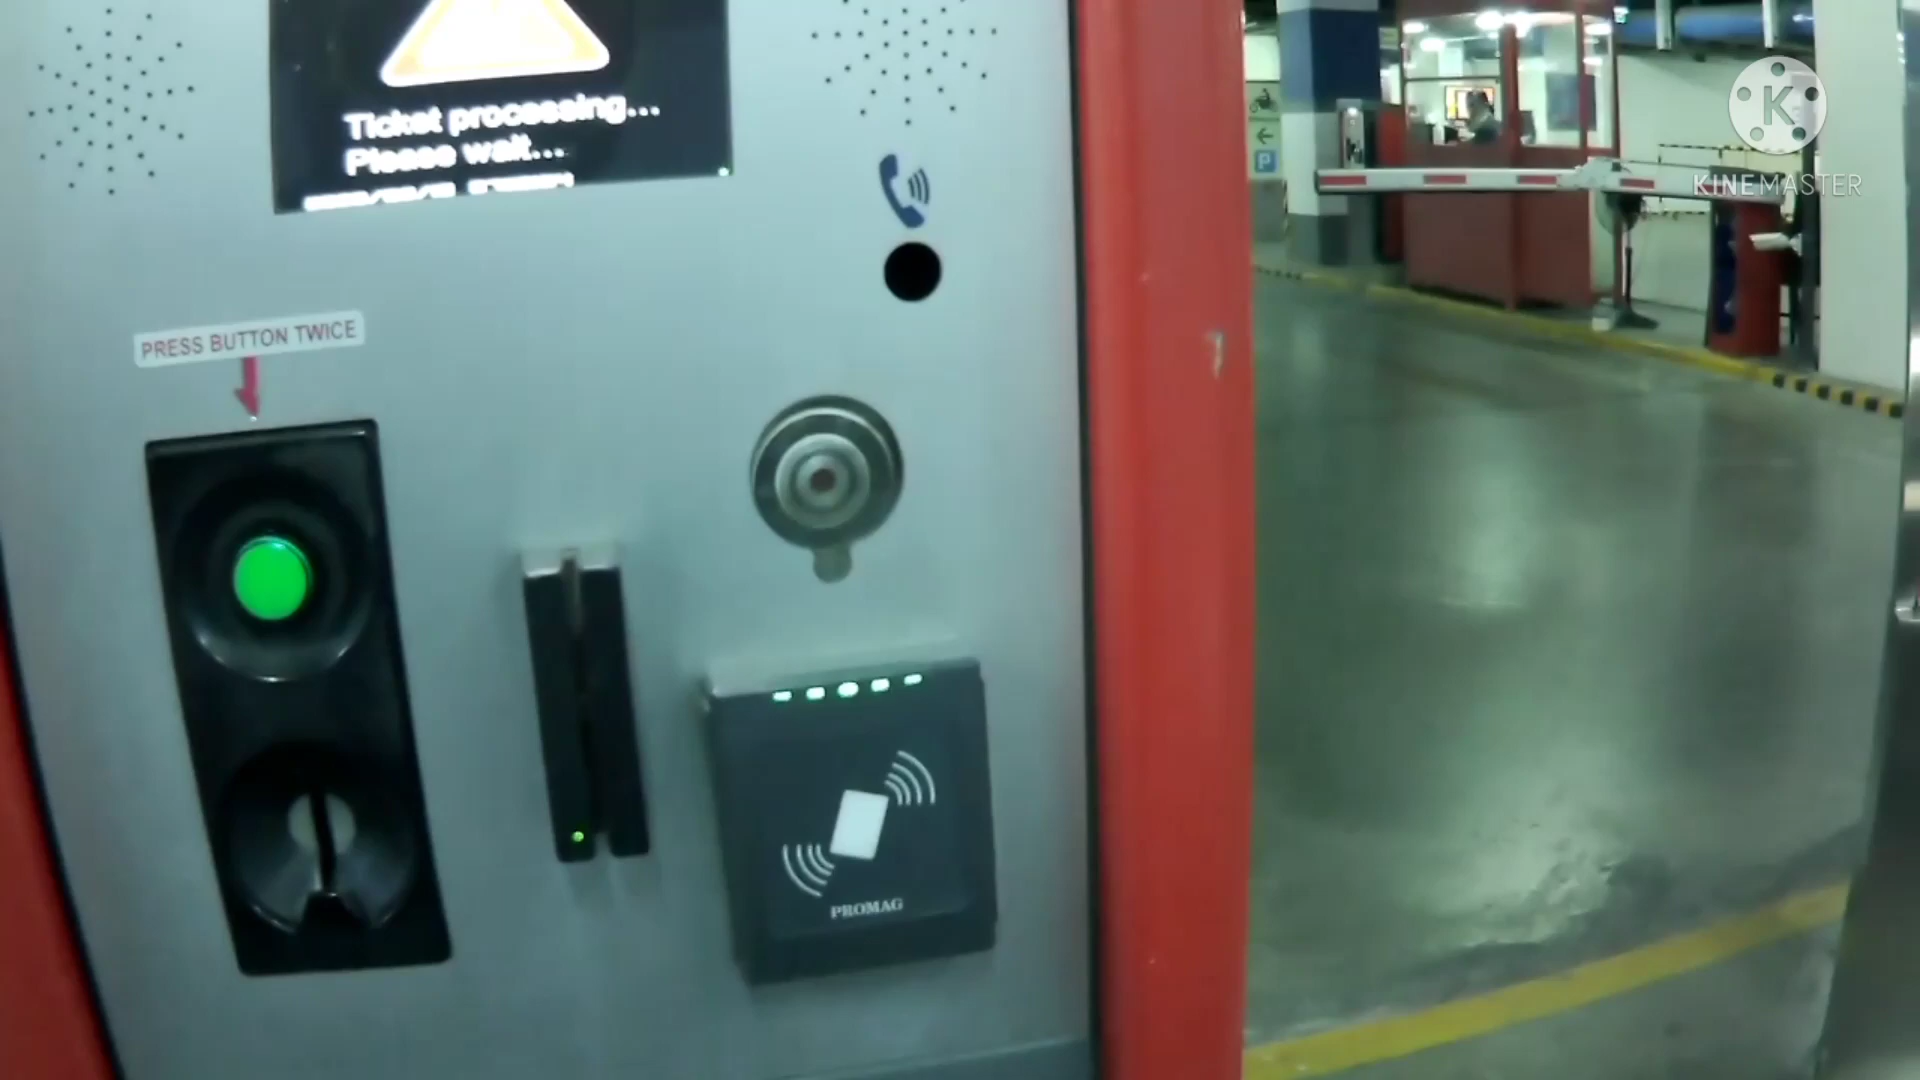 Ticket processing...
Please wait...
PRESS BUTTON TWICE
PROMAG
P
K
KINEMASTER